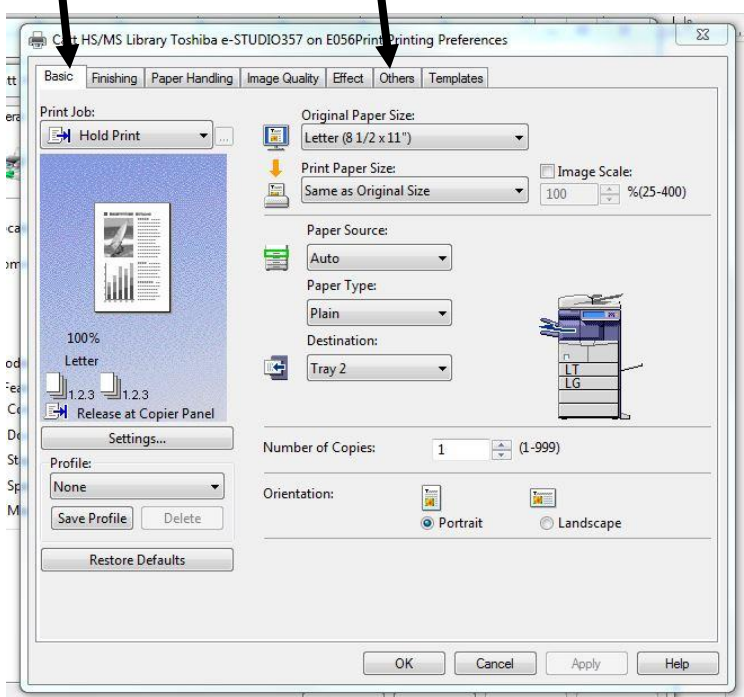 Cart HS/MS Library Toshiba e-STUDIO357 on E056Print Printing Preferences
Basic Finishing Paper Handling Image Quality Effect Others Templates
Print Job:
Hold Print
...
100%
Letter
1.2.3 1.2.3
Release at Copier Panel
Settings...
Profile:
None
Save Profile Delete
Restore Defaults
Original Paper Size:
Letter (8 1/2 x 11")
Print Paper Size:
Same as Original Size
Image Scale:
100 %(25-400)
Paper Source:
Auto
Paper Type:
Plain
Destination:
Tray 2
LT
LG
Number of Copies: 1 (1-999)
Orientation:
Portrait Landscape
OK Cancel Apply Help